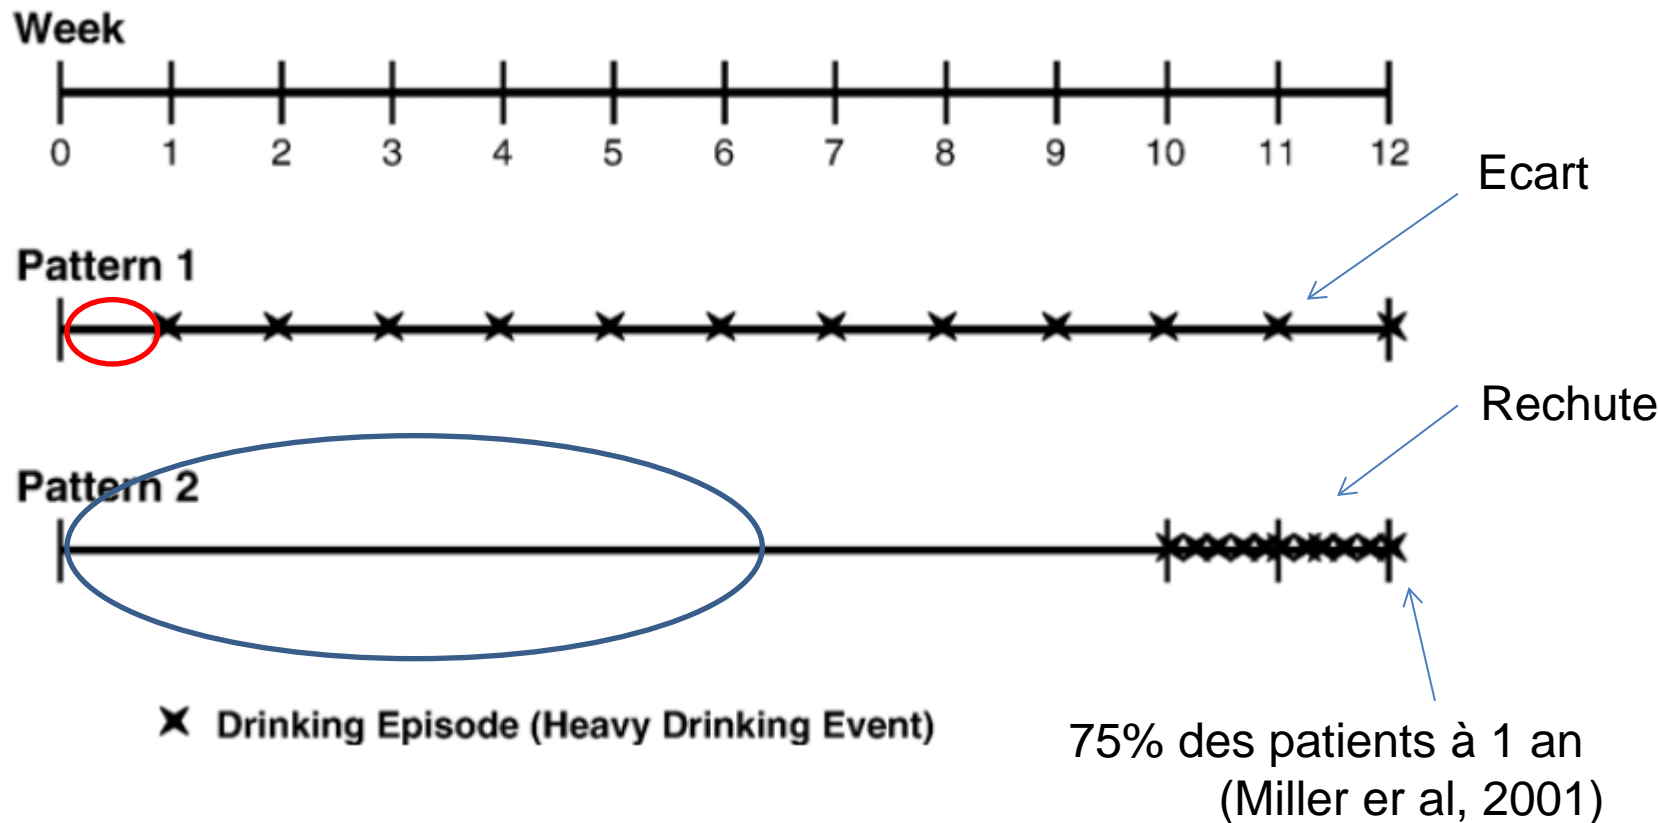 Week
0 1 2 3 4 5 6 7 8 9 10 11 12
Ecart
Pattern 1
Rechute
Pattern 2
Drinking Episode (Heavy Drinking Event)
75% des patients à 1 an
(Miller er al, 2001)